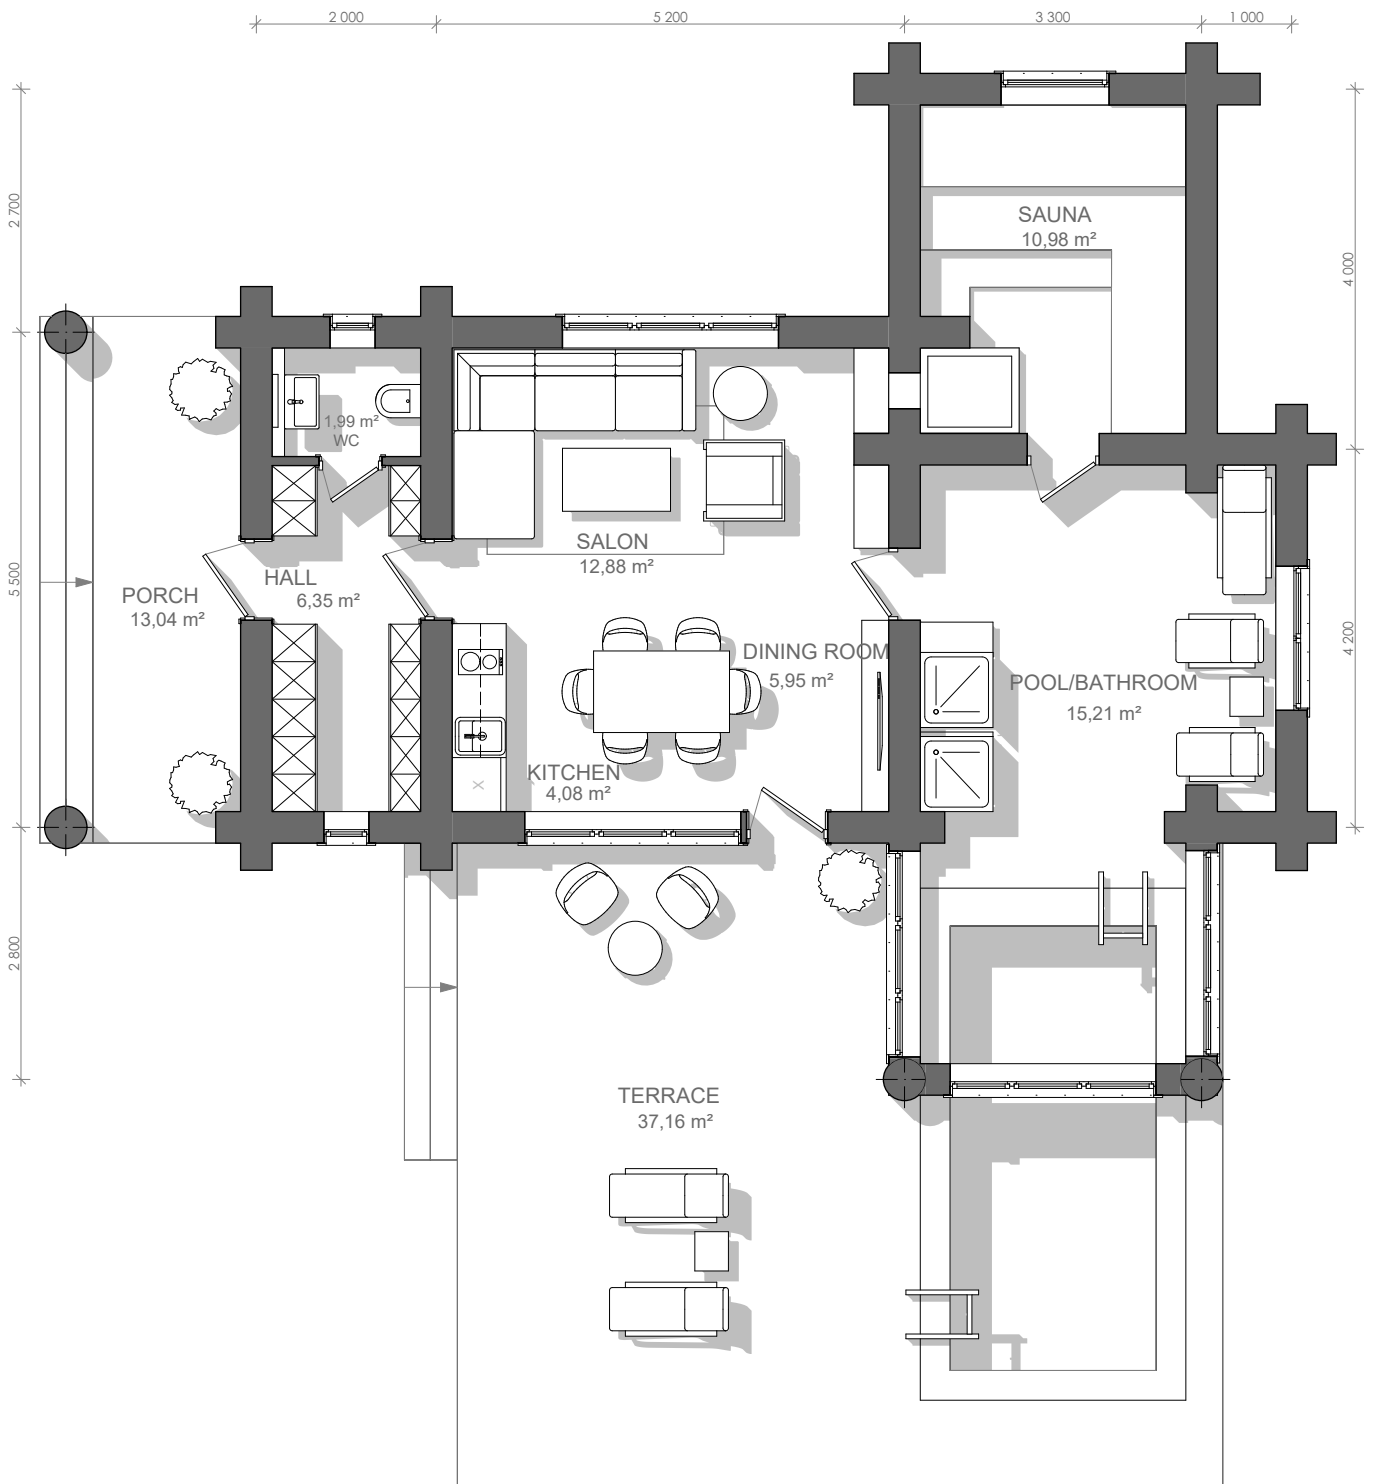 2 000
5 200
3 300
1 000
2 700
4 000
SAUNA
10,98 m²
1,99 m²
WC
SALON
12,88 m²
5 500
HALL
6,35 m²
PORCH
13,04 m²
4 200
DINING ROOM
5,95 m²
POOL/BATHROOM
15,21 m²
KITCHEN
4,08 m²
2 800
TERRACE
37,16 m²